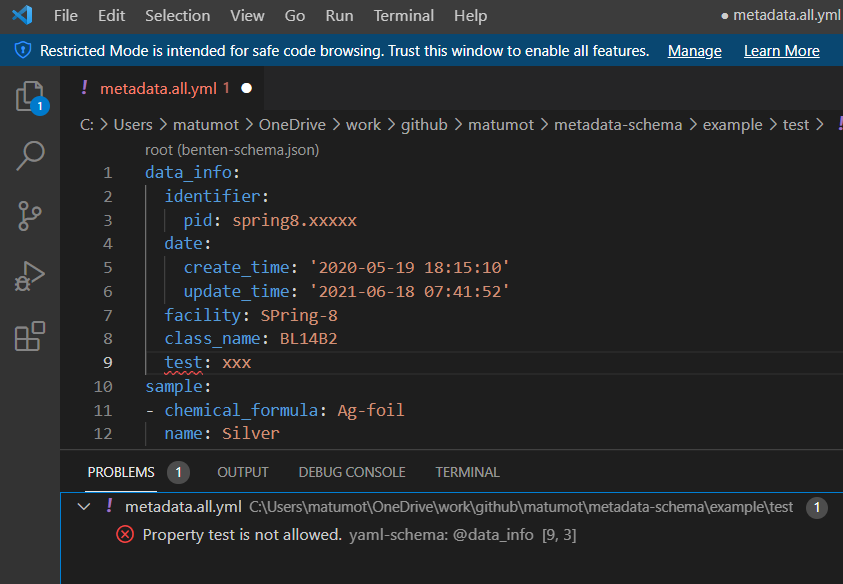 File Edit Selection View Go Run Terminal Help ● metadata.all.yml
Restricted Mode is intended for safe code browsing. Trust this window to enable all features. Manage Learn More
! metadata.all.yml 1 ●
1
C: > Users > matumot > OneDrive > work > github > matumot > metadata-schema > example > test > !
root (benten-schema.json)
1 data_info:
2 identifier:
3 pid: spring8.xxxxx
4 date:
5 create_time: '2020-05-19 18:15:10'
6 update_time: '2021-06-18 07:41:52'
7 facility: SPring-8
8 class_name: BL14B2
9 test: xxx
10 sample:
11 - chemical_formula: Ag-foil
12 name: Silver
PROBLEMS 1 OUTPUT DEBUG CONSOLE TERMINAL
! metadata.all.yml C:\Users\matumot\OneDrive\work\github\matumot\metadata-schema\example\test 1
Property test is not allowed. yaml-schema: @data_info [9, 3]